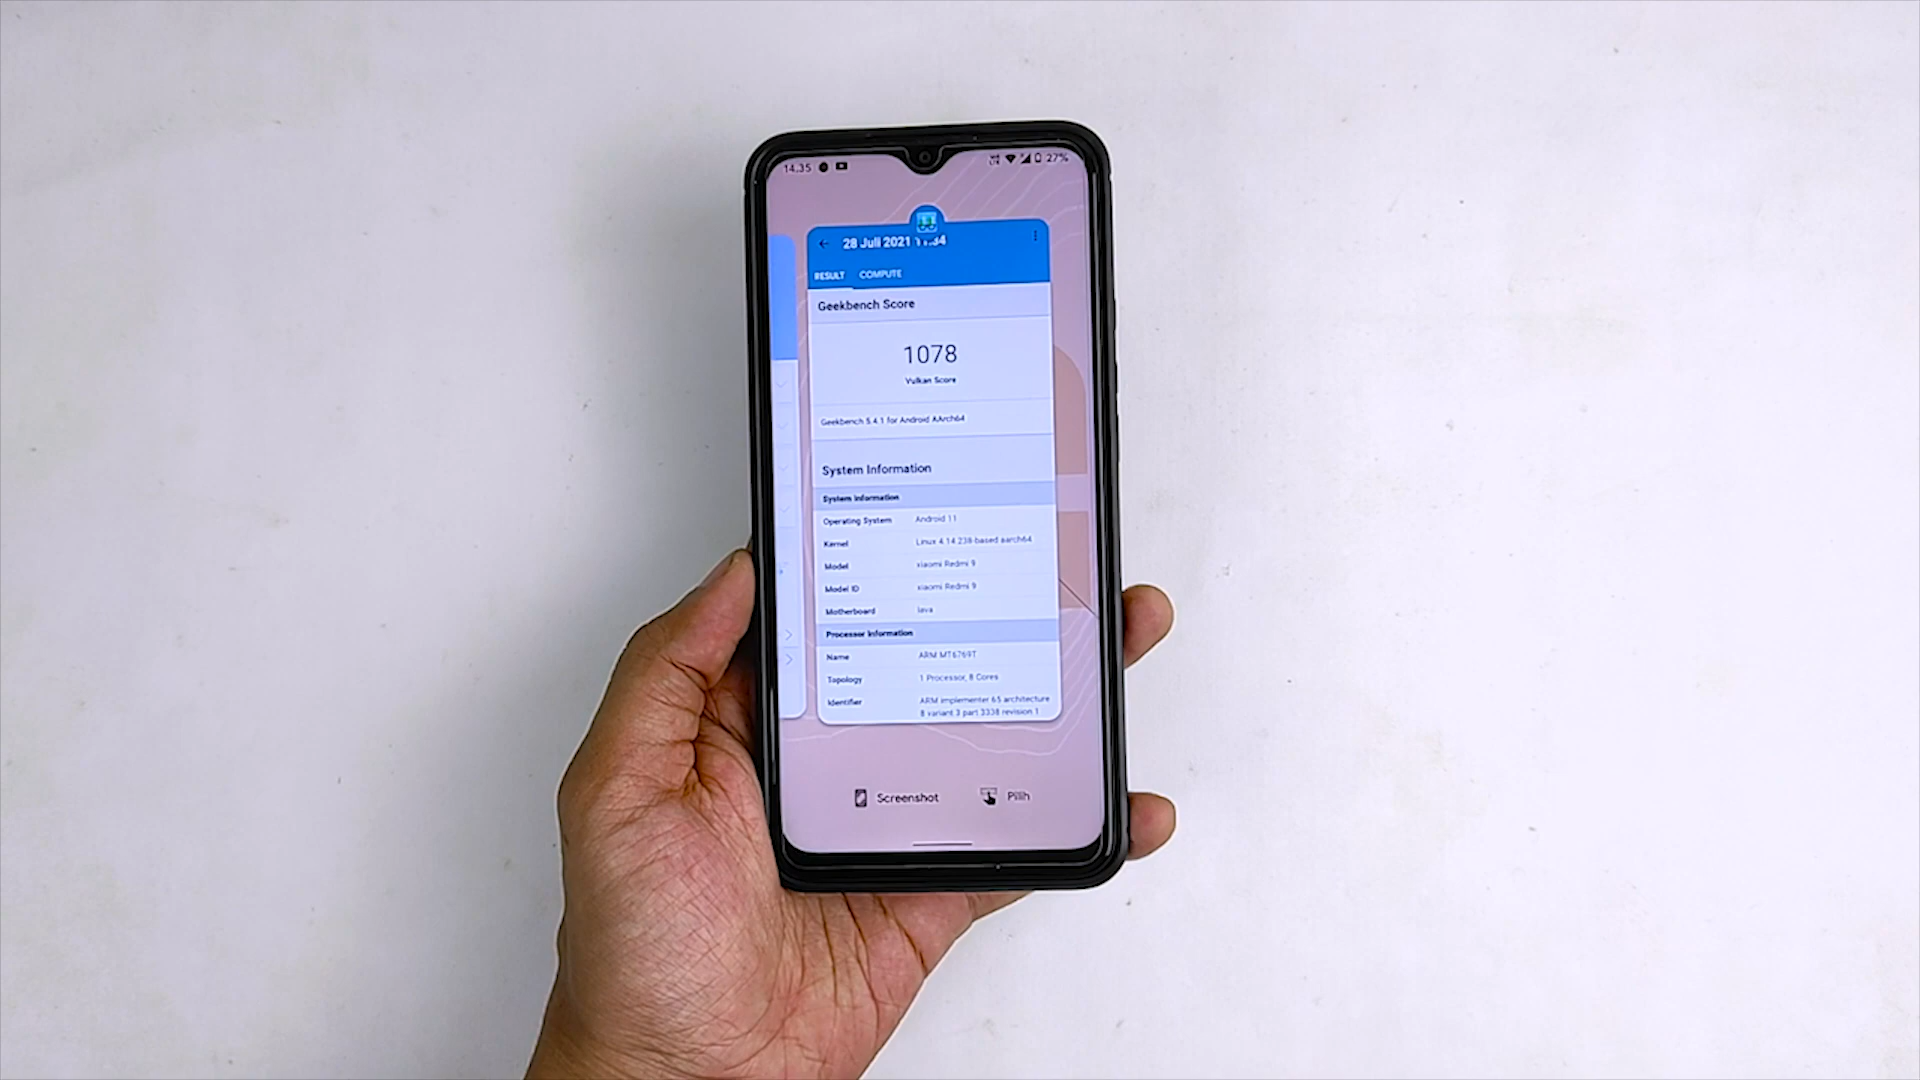 14.35 27%
28 Juli 2021 11.34
RESULT COMPUTE
Geekbench Score
1078
Vulkan Score
Geekbench 5.4.1 for Android AArch64
System Information
System Information
Operating System Android 11
Kernel Linux 4.14.238-based aarch64
Model xiaomi Redmi 9
Model ID xiaomi Redmi 9
Motherboard lava
Processor Information
Name ARM MT6769T
Topology 1 Processor, 8 Cores
Identifier ARM implementer 65 architecture
8 variant 3 part 3338 revision 1
Screenshot Pilih